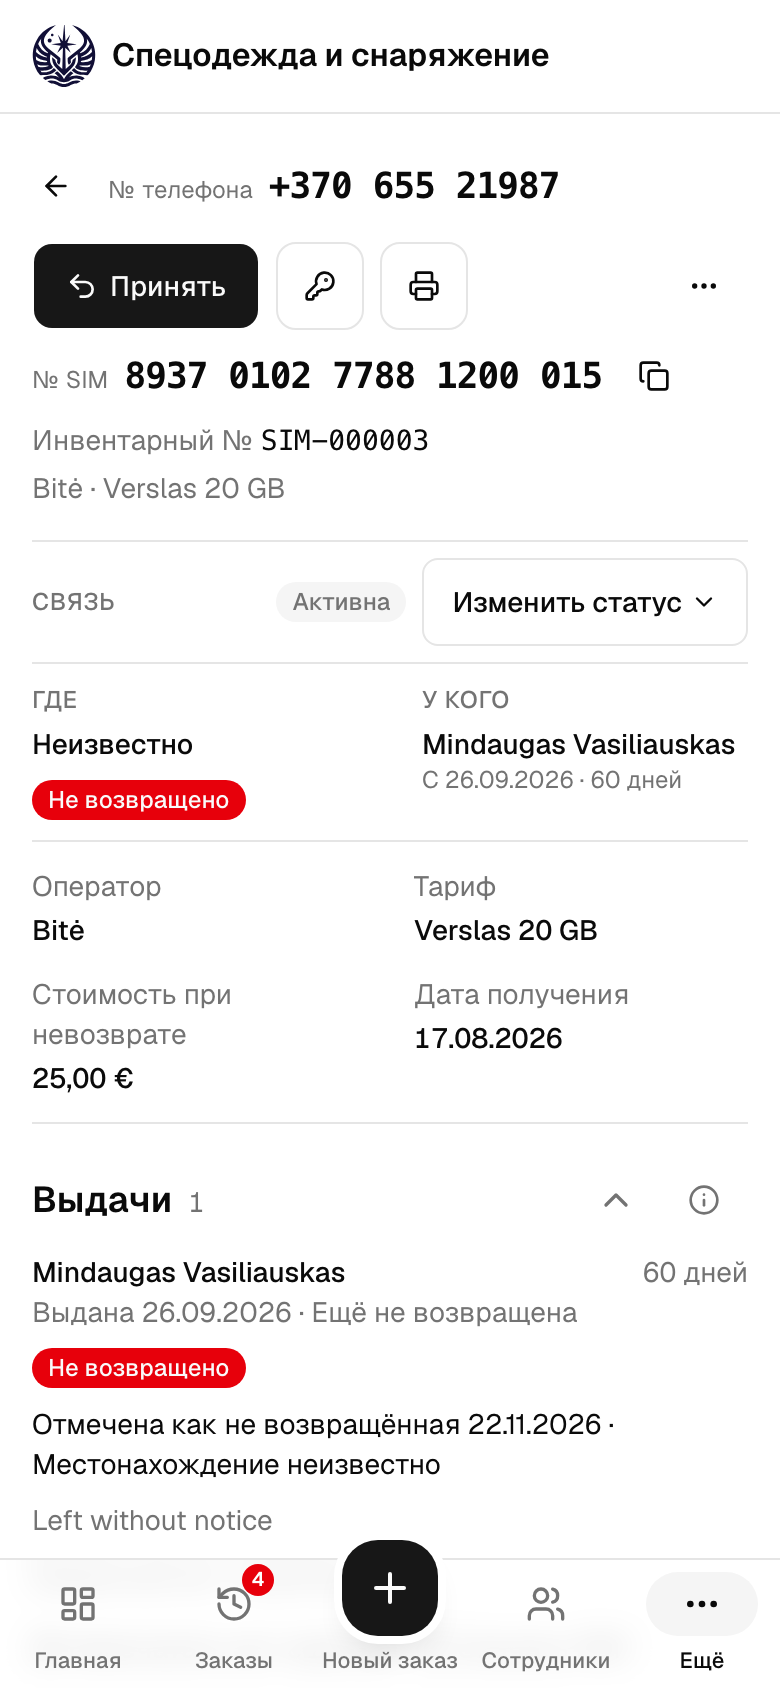 Спецодежда и снаряжение
№ телефона +370 655 21987
Принять
№ SIM 8937 0102 7788 1200 015
Инвентарный № SIM-000003
Bitė · Verslas 20 GB
СВЯЗЬ Активна Изменить статус
ГДЕ У КОГО
Неизвестно Mindaugas Vasiliauskas
С 26.09.2026 · 60 дней
Не возвращено
Оператор Тариф
Bitė Verslas 20 GB
Стоимость при невозврате Дата получения
25,00 € 17.08.2026
Выдачи 1
Mindaugas Vasiliauskas 60 дней
Выдана 26.09.2026 · Ещё не возвращена
Не возвращено
Отмечена как не возвращённая 22.11.2026 ·
Местонахождение неизвестно
Left without notice
4
Главная Заказы Новый заказ Сотрудники Ещё